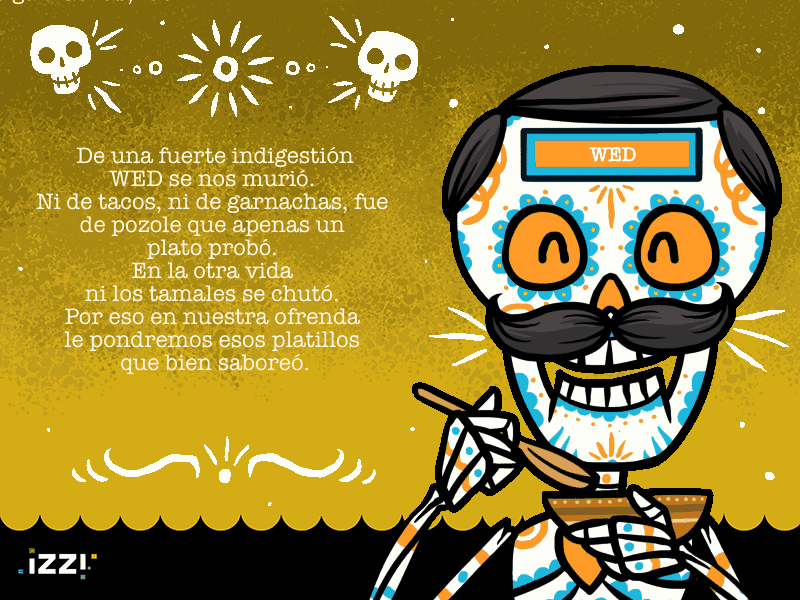 De una fuerte indigestión
WED se nos murió.
Ni de tacos, ni de garnachas, fue
de pozole que apenas un
plato probó.
En la otra vida
ni los tamales se chutó.
Por eso en nuestra ofrenda
le pondremos esos platillos
que bien saboreó.
WED
izzi